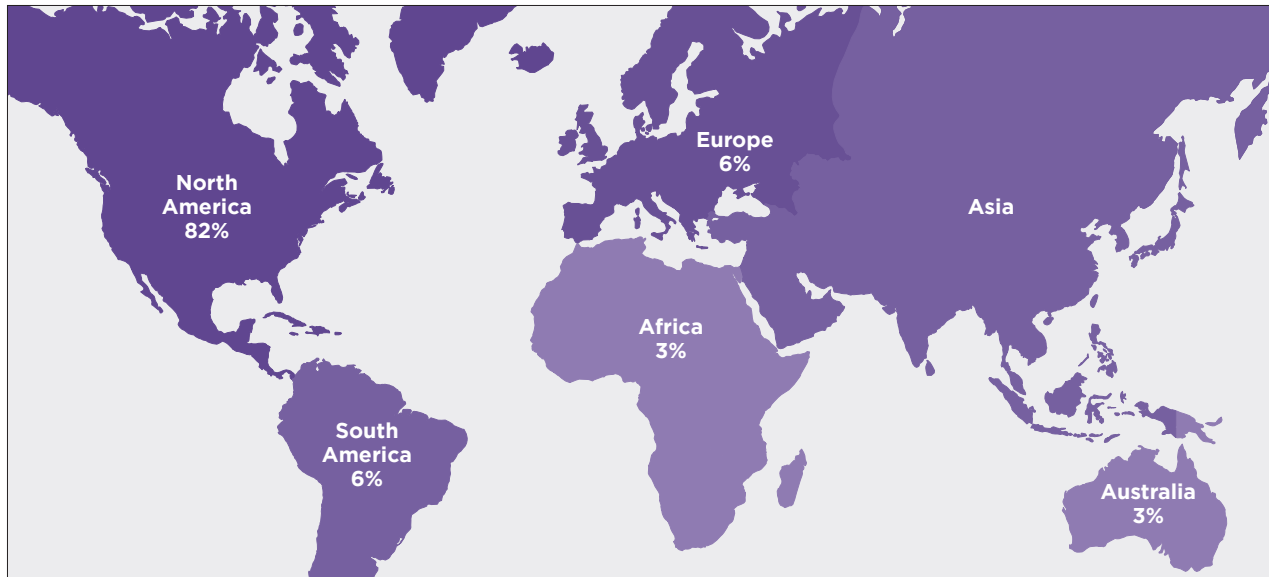 North
America
82%
Europe
6%
Asia
Africa
3%
South
America
6%
Australia
3%